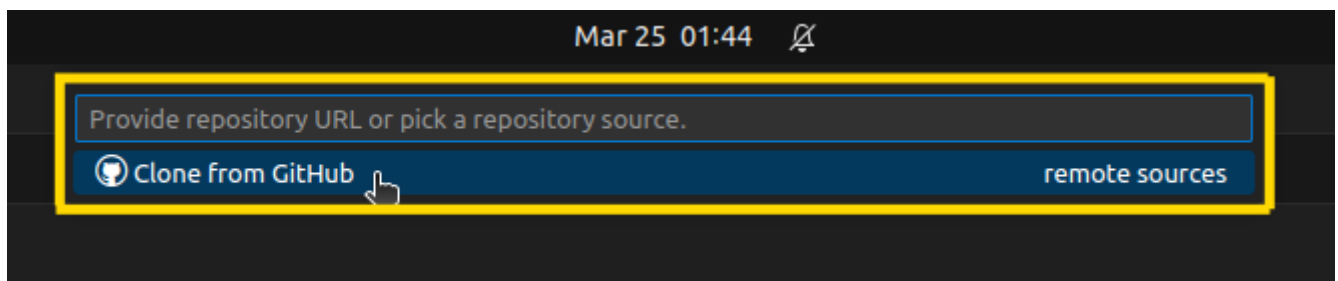 Mar 25 01:44
Provide repository URL or pick a repository source.
Clone from GitHub remote sources